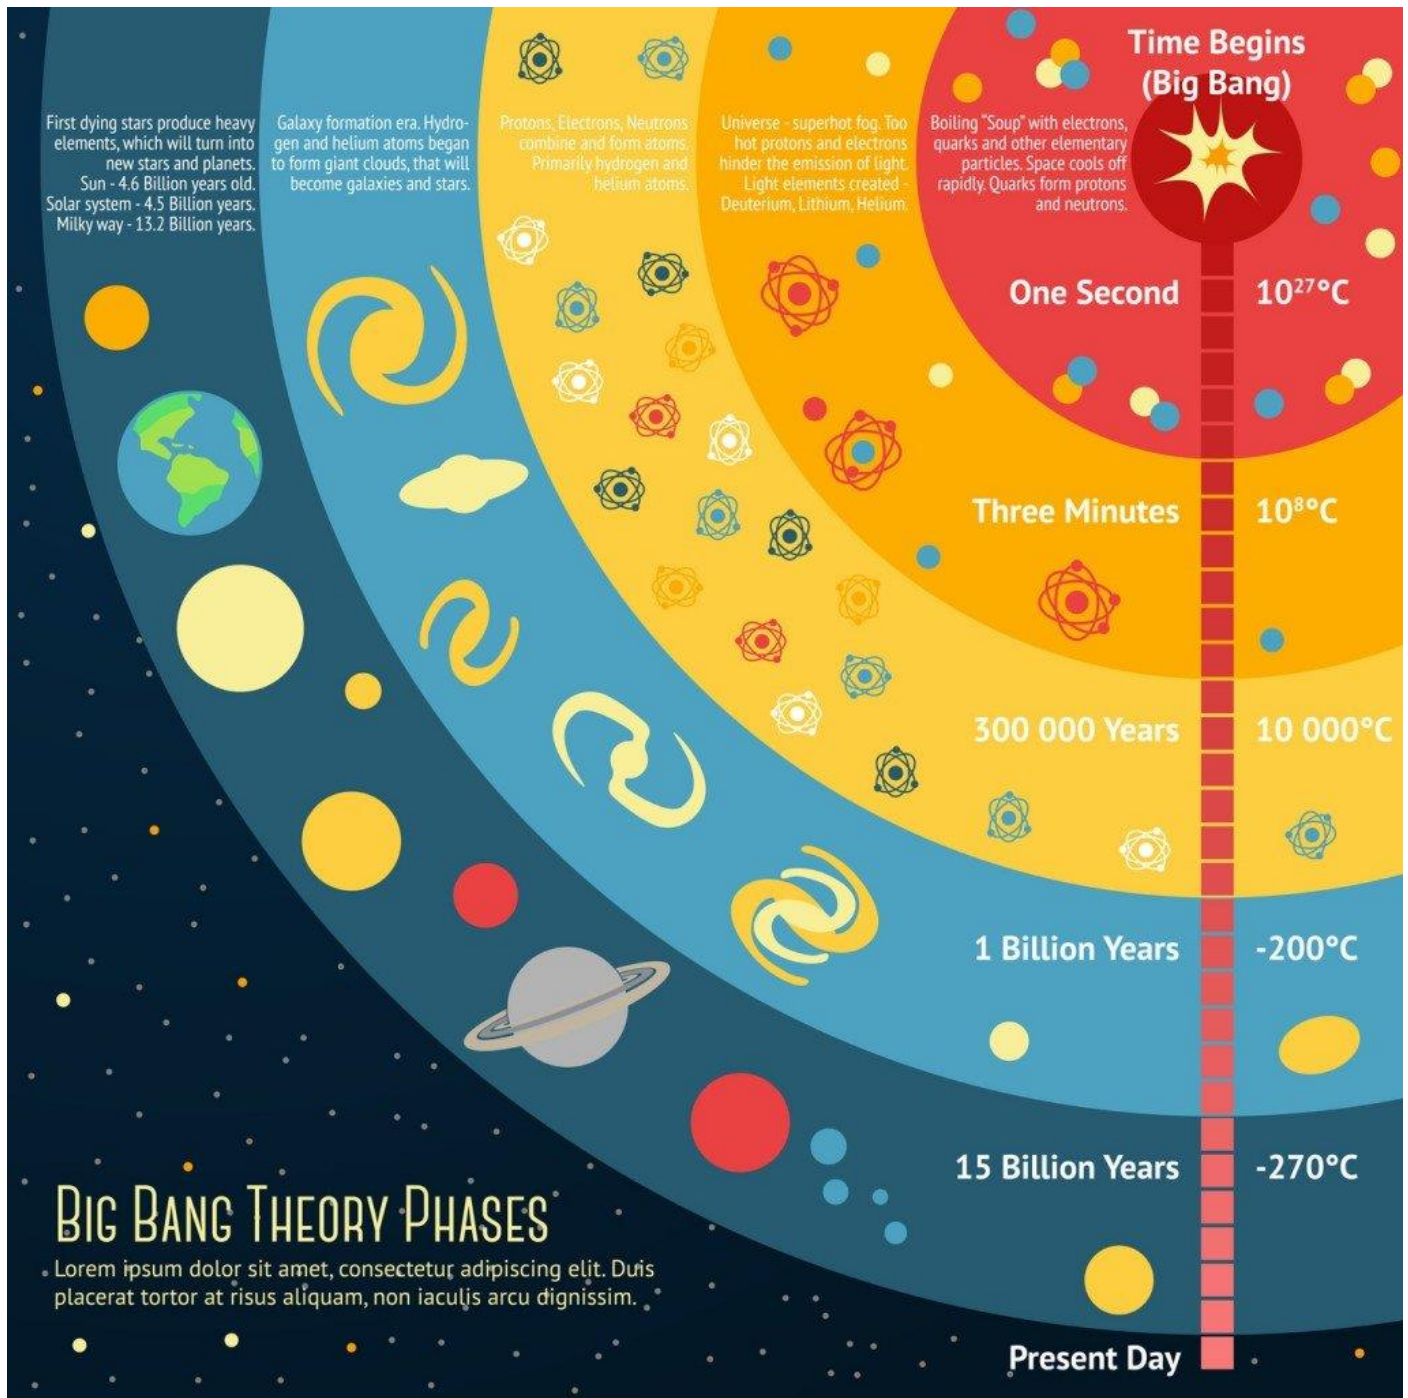 Time Begins
(Big Bang)
First dying stars produce heavy
elements, which will turn into
new stars and planets.
Sun - 4.6 Billion years old.
Solar system - 4.5 Billion years.
Milky way - 13.2 Billion years.
Galaxy formation era. Hydro-
gen and helium atoms began
to form giant clouds, that will
become galaxies and stars.
Protons, Electrons, Neutrons
combine and form atoms.
Primarily hydrogen and
helium atoms.
Universe - superhot fog. Too
hot protons and electrons
hinder the emission of light.
Light elements created -
Deuterium, Lithium, Helium.
Boiling "Soup" with electrons,
quarks and other elementary
particles. Space cools off
rapidly. Quarks form protons
and neutrons.
One Second 10²⁷°C
Three Minutes 10⁸°C
300 000 Years 10 000°C
1 Billion Years -200°C
15 Billion Years -270°C
Big Bang Theory Phases
Lorem ipsum dolor sit amet, consectetur adipiscing elit. Duis
placerat tortor at risus aliquam, non iaculis arcu dignissim.
Present Day